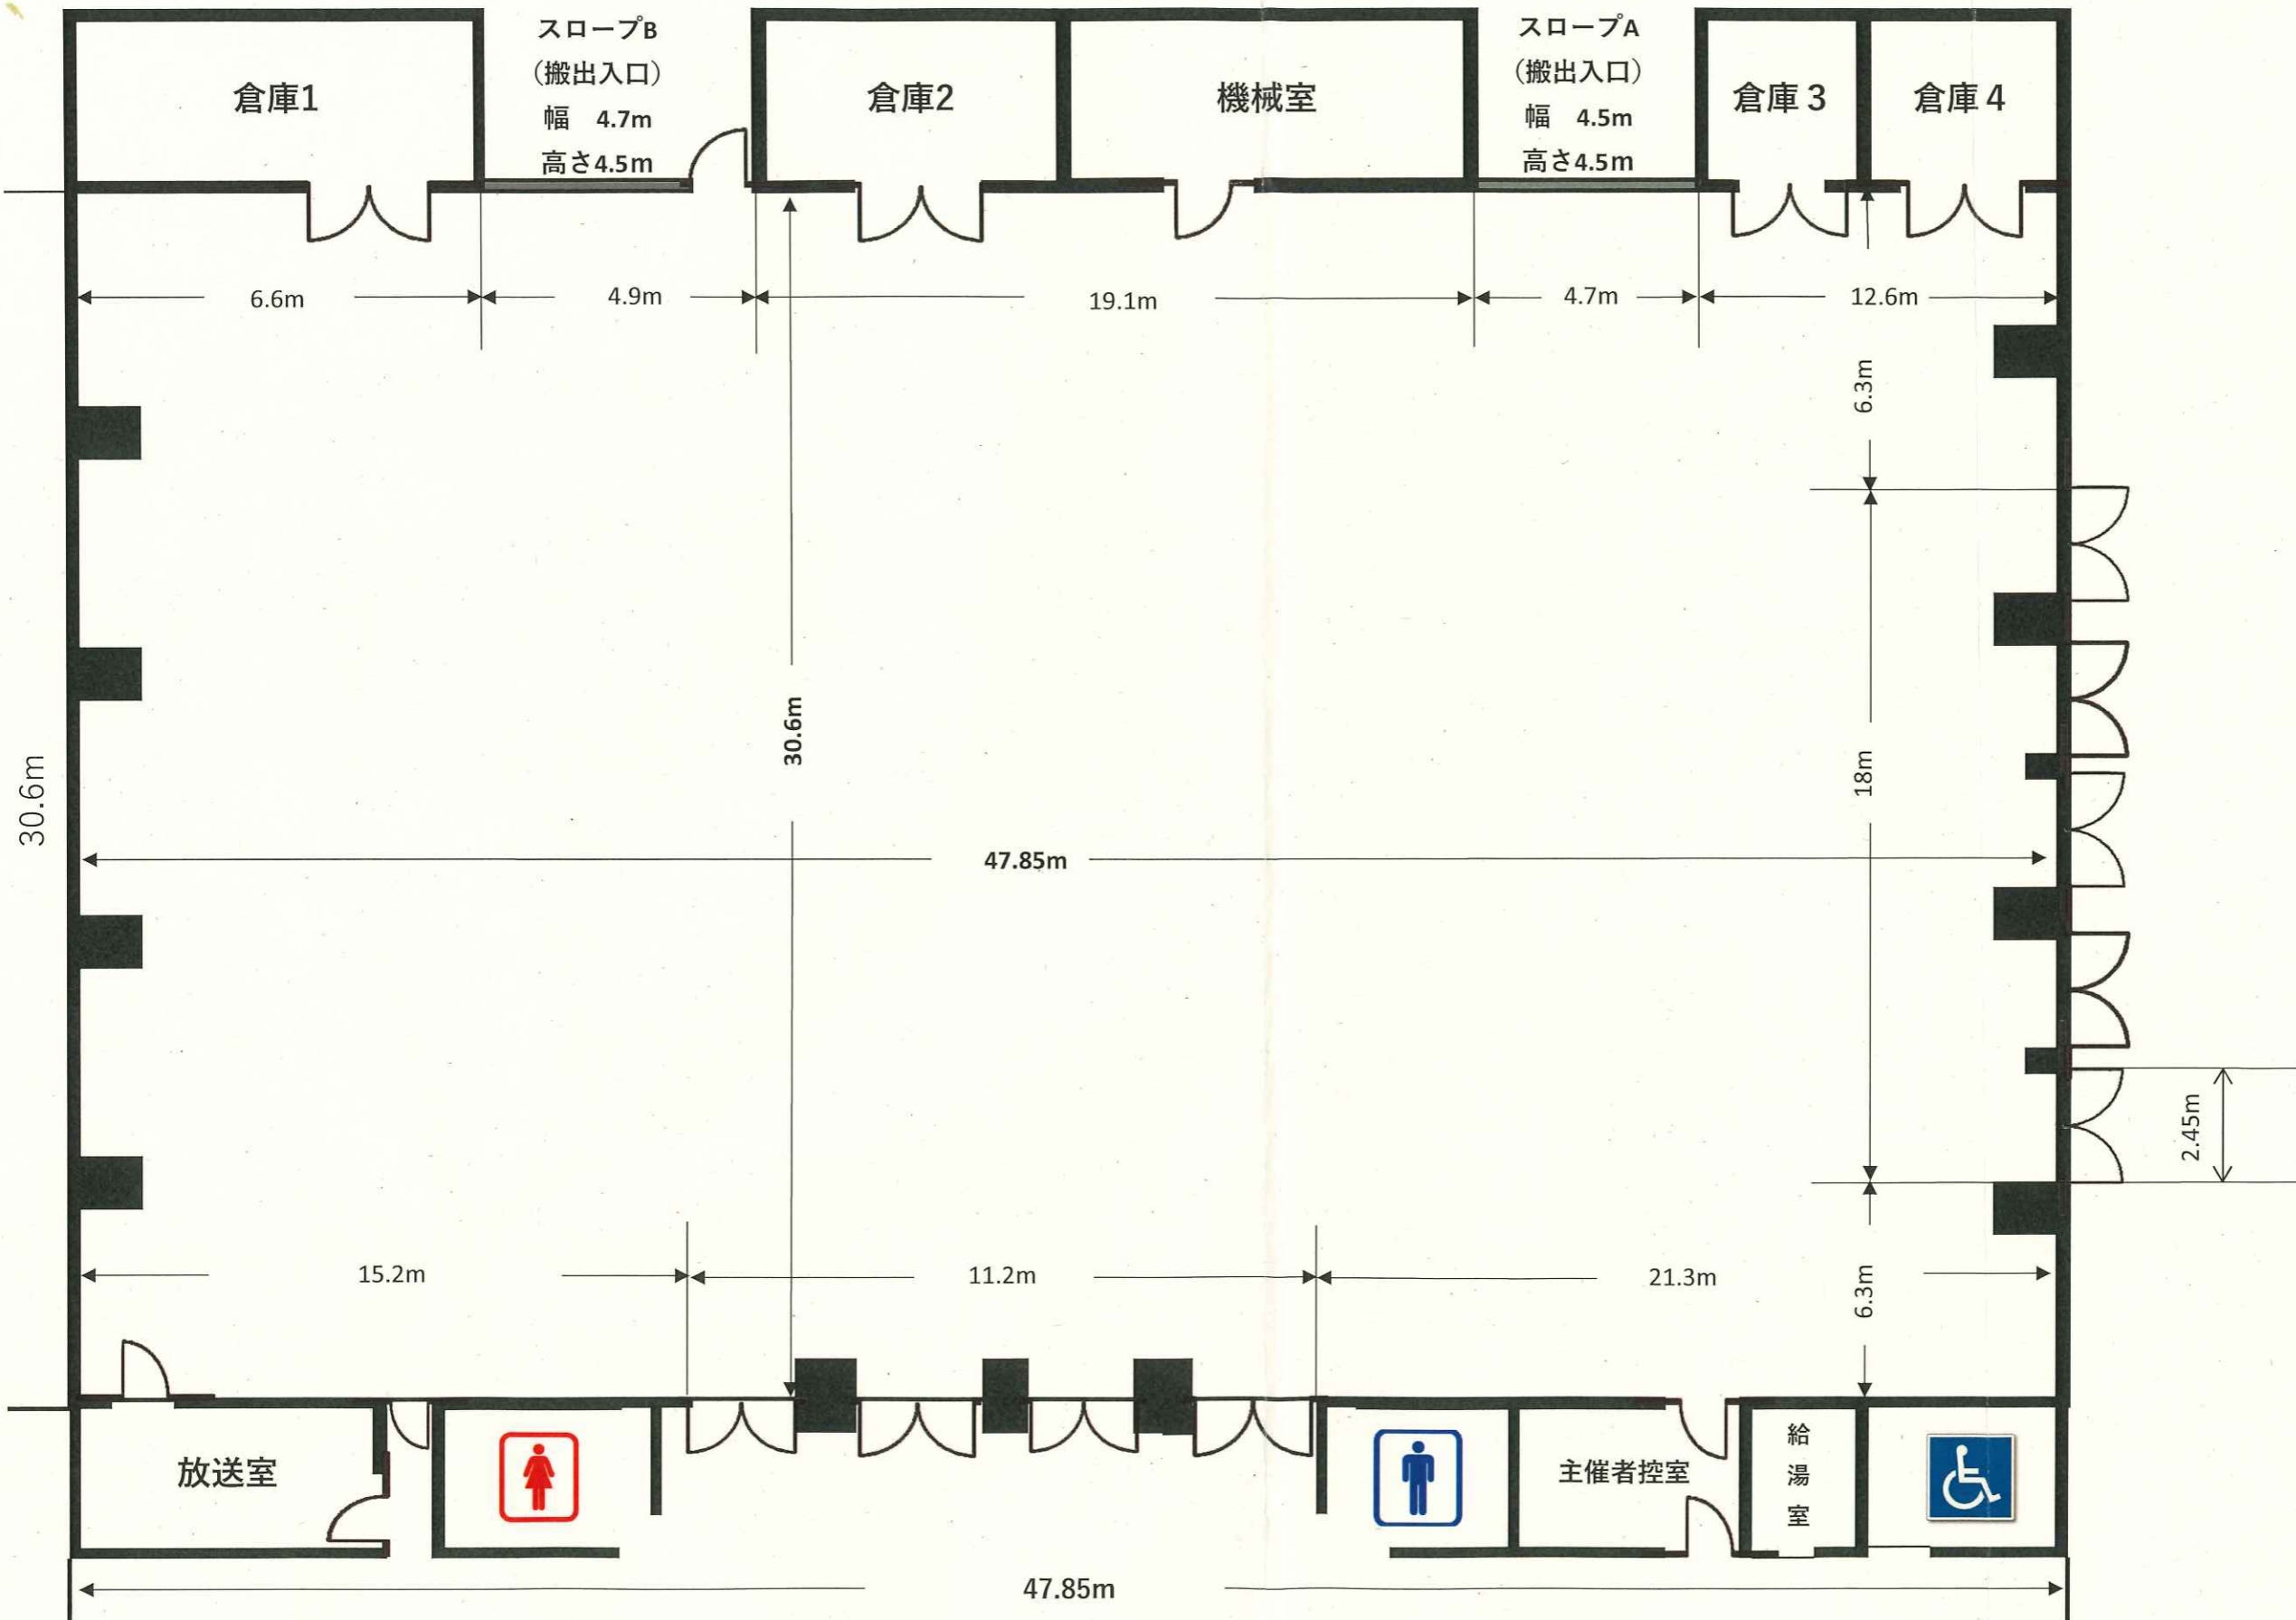 スロープB
(搬出入口)
幅　4.7m
高さ4.5m
スロープA
(搬出入口)
幅　4.5m
高さ4.5m
倉庫1
倉庫2
機械室
倉庫３
倉庫４
6.6m
4.9m
19.1m
4.7m
12.6m
6.3m
30.6m
30.6m
18m
47.85m
2.45m
15.2m
11.2m
21.3m
6.3m
放送室
主催者控室
給
湯
室
47.85m